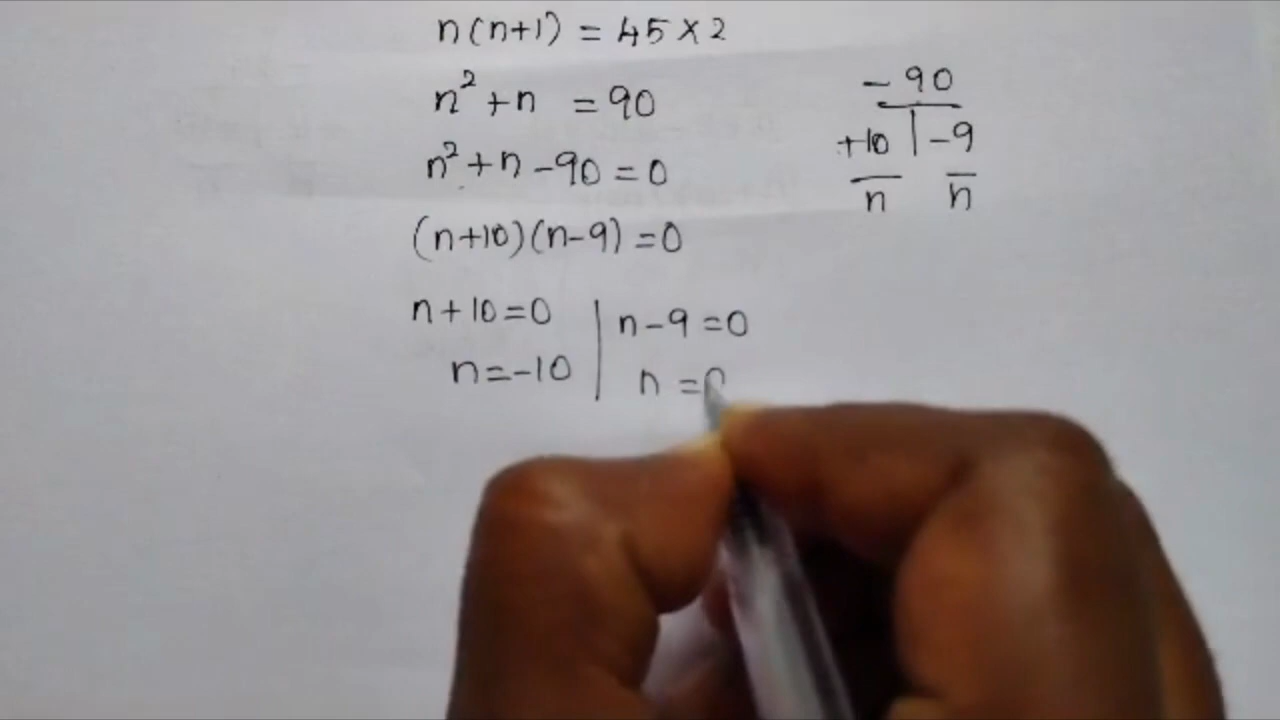 n(n+1) = 45 × 2
n² + n = 90
n² + n - 90 = 0
(n+10)(n-9) = 0
n + 10 = 0 | n - 9 = 0
n = -10 | n =
- 90
+10 | -9
n n